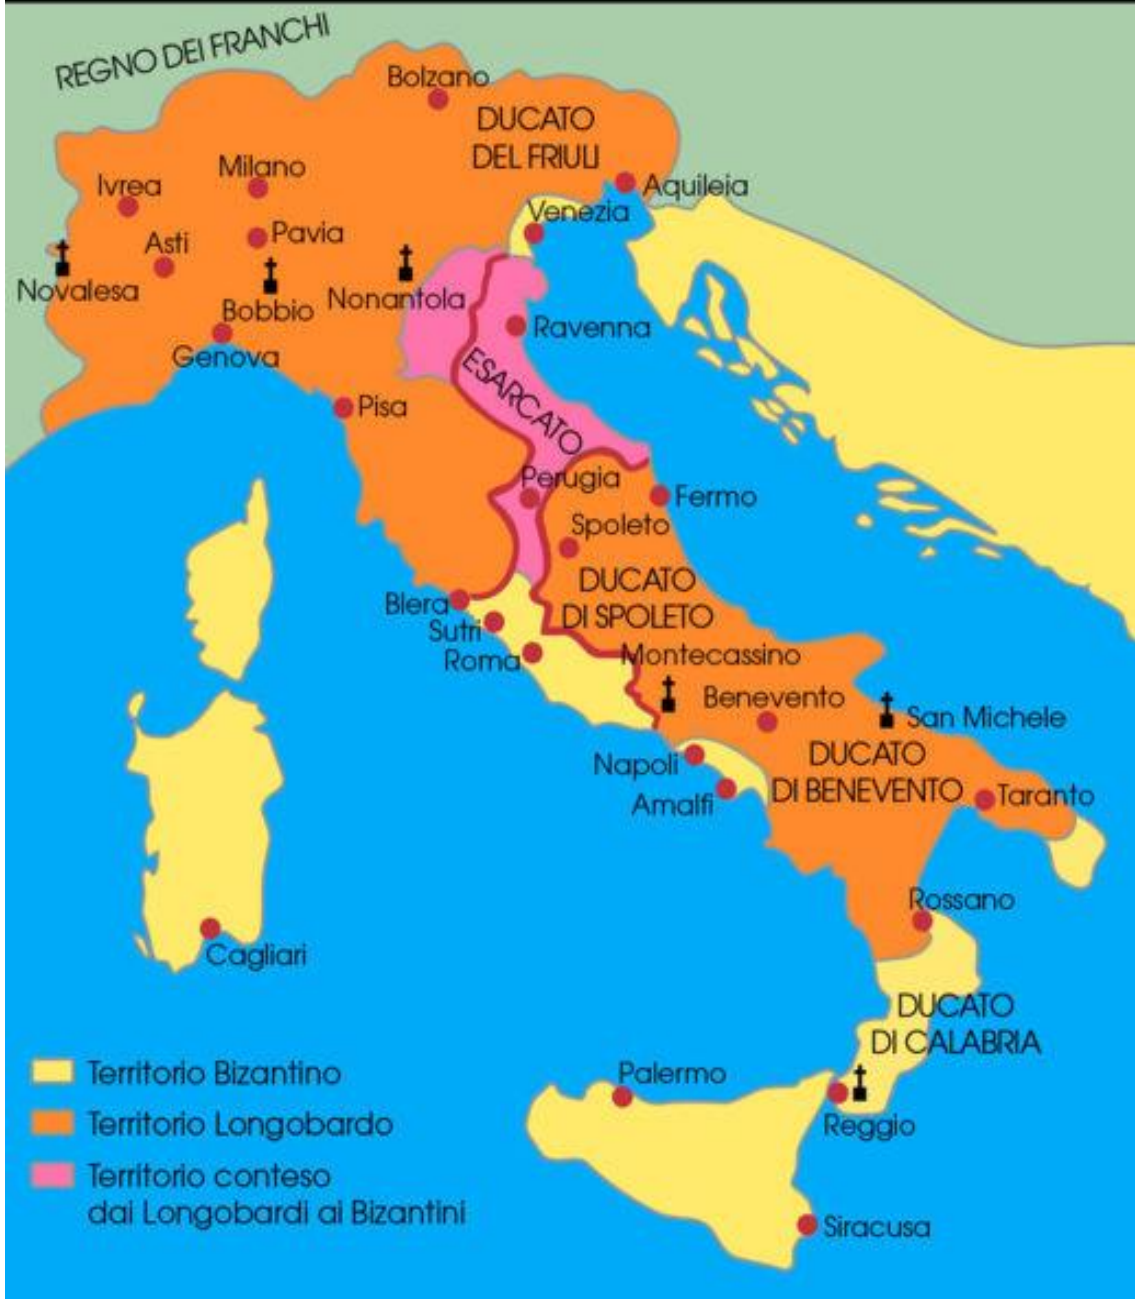 REGNO DEI FRANCHI
Bolzano
DUCATO
DEL FRIULI
Milano
Ivrea
Aquileia
Venezia
Pavia
Asti
Novalesa
Nonantola
Bobbio
Ravenna
Genova
ESARCATO
Pisa
Perugia
Fermo
Spoleto
DUCATO
DI SPOLETO
Blera
Sutri
Roma
Montecassino
Benevento
San Michele
DUCATO
DI BENEVENTO
Napoli
Amalfi
Taranto
Rossano
Cagliari
DUCATO
DI CALABRIA
Palermo
Reggio
Siracusa
Territorio Bizantino
Territorio Longobardo
Territorio conteso
dai Longobardi ai Bizantini